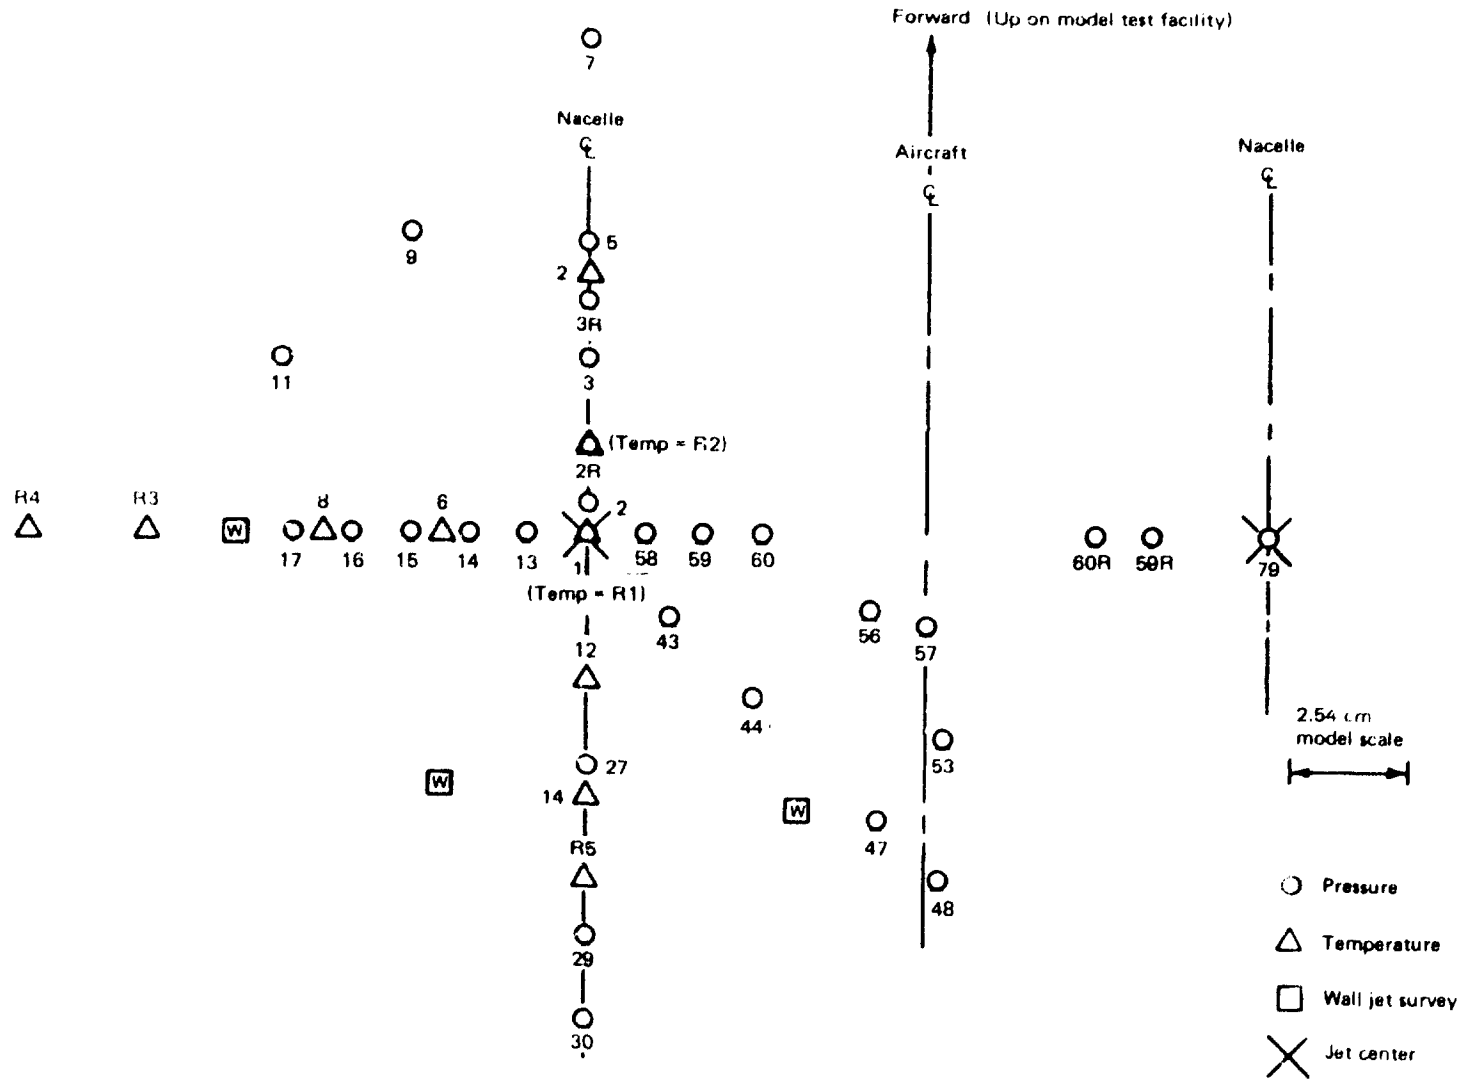 Forward (Up on model test facility)
7
Nacelle
℄
Aircraft
℄
Nacelle
℄
9
5
2
3R
11
3
(Temp = R2)
2R
R4
R3
8
6
2
W
17
16
15
14
13
1
58
59
60
60R
59R
79
(Temp = R1)
43
56
57
12
44
2.54 cm
model scale
53
27
W
14
W
47
R5
48
29
30
Pressure
Temperature
Wall jet survey
Jet center